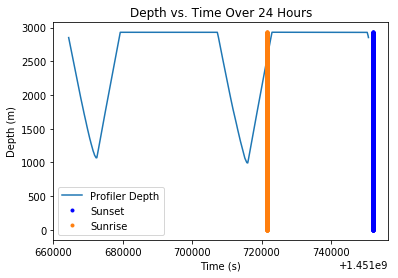 Depth vs. Time Over 24 Hours
Depth (m)
3000
2500
2000
1500
1000
500
0
Profiler Depth
Sunset
Sunrise
660000 680000 700000 720000 740000
Time (s)
+1.451e9